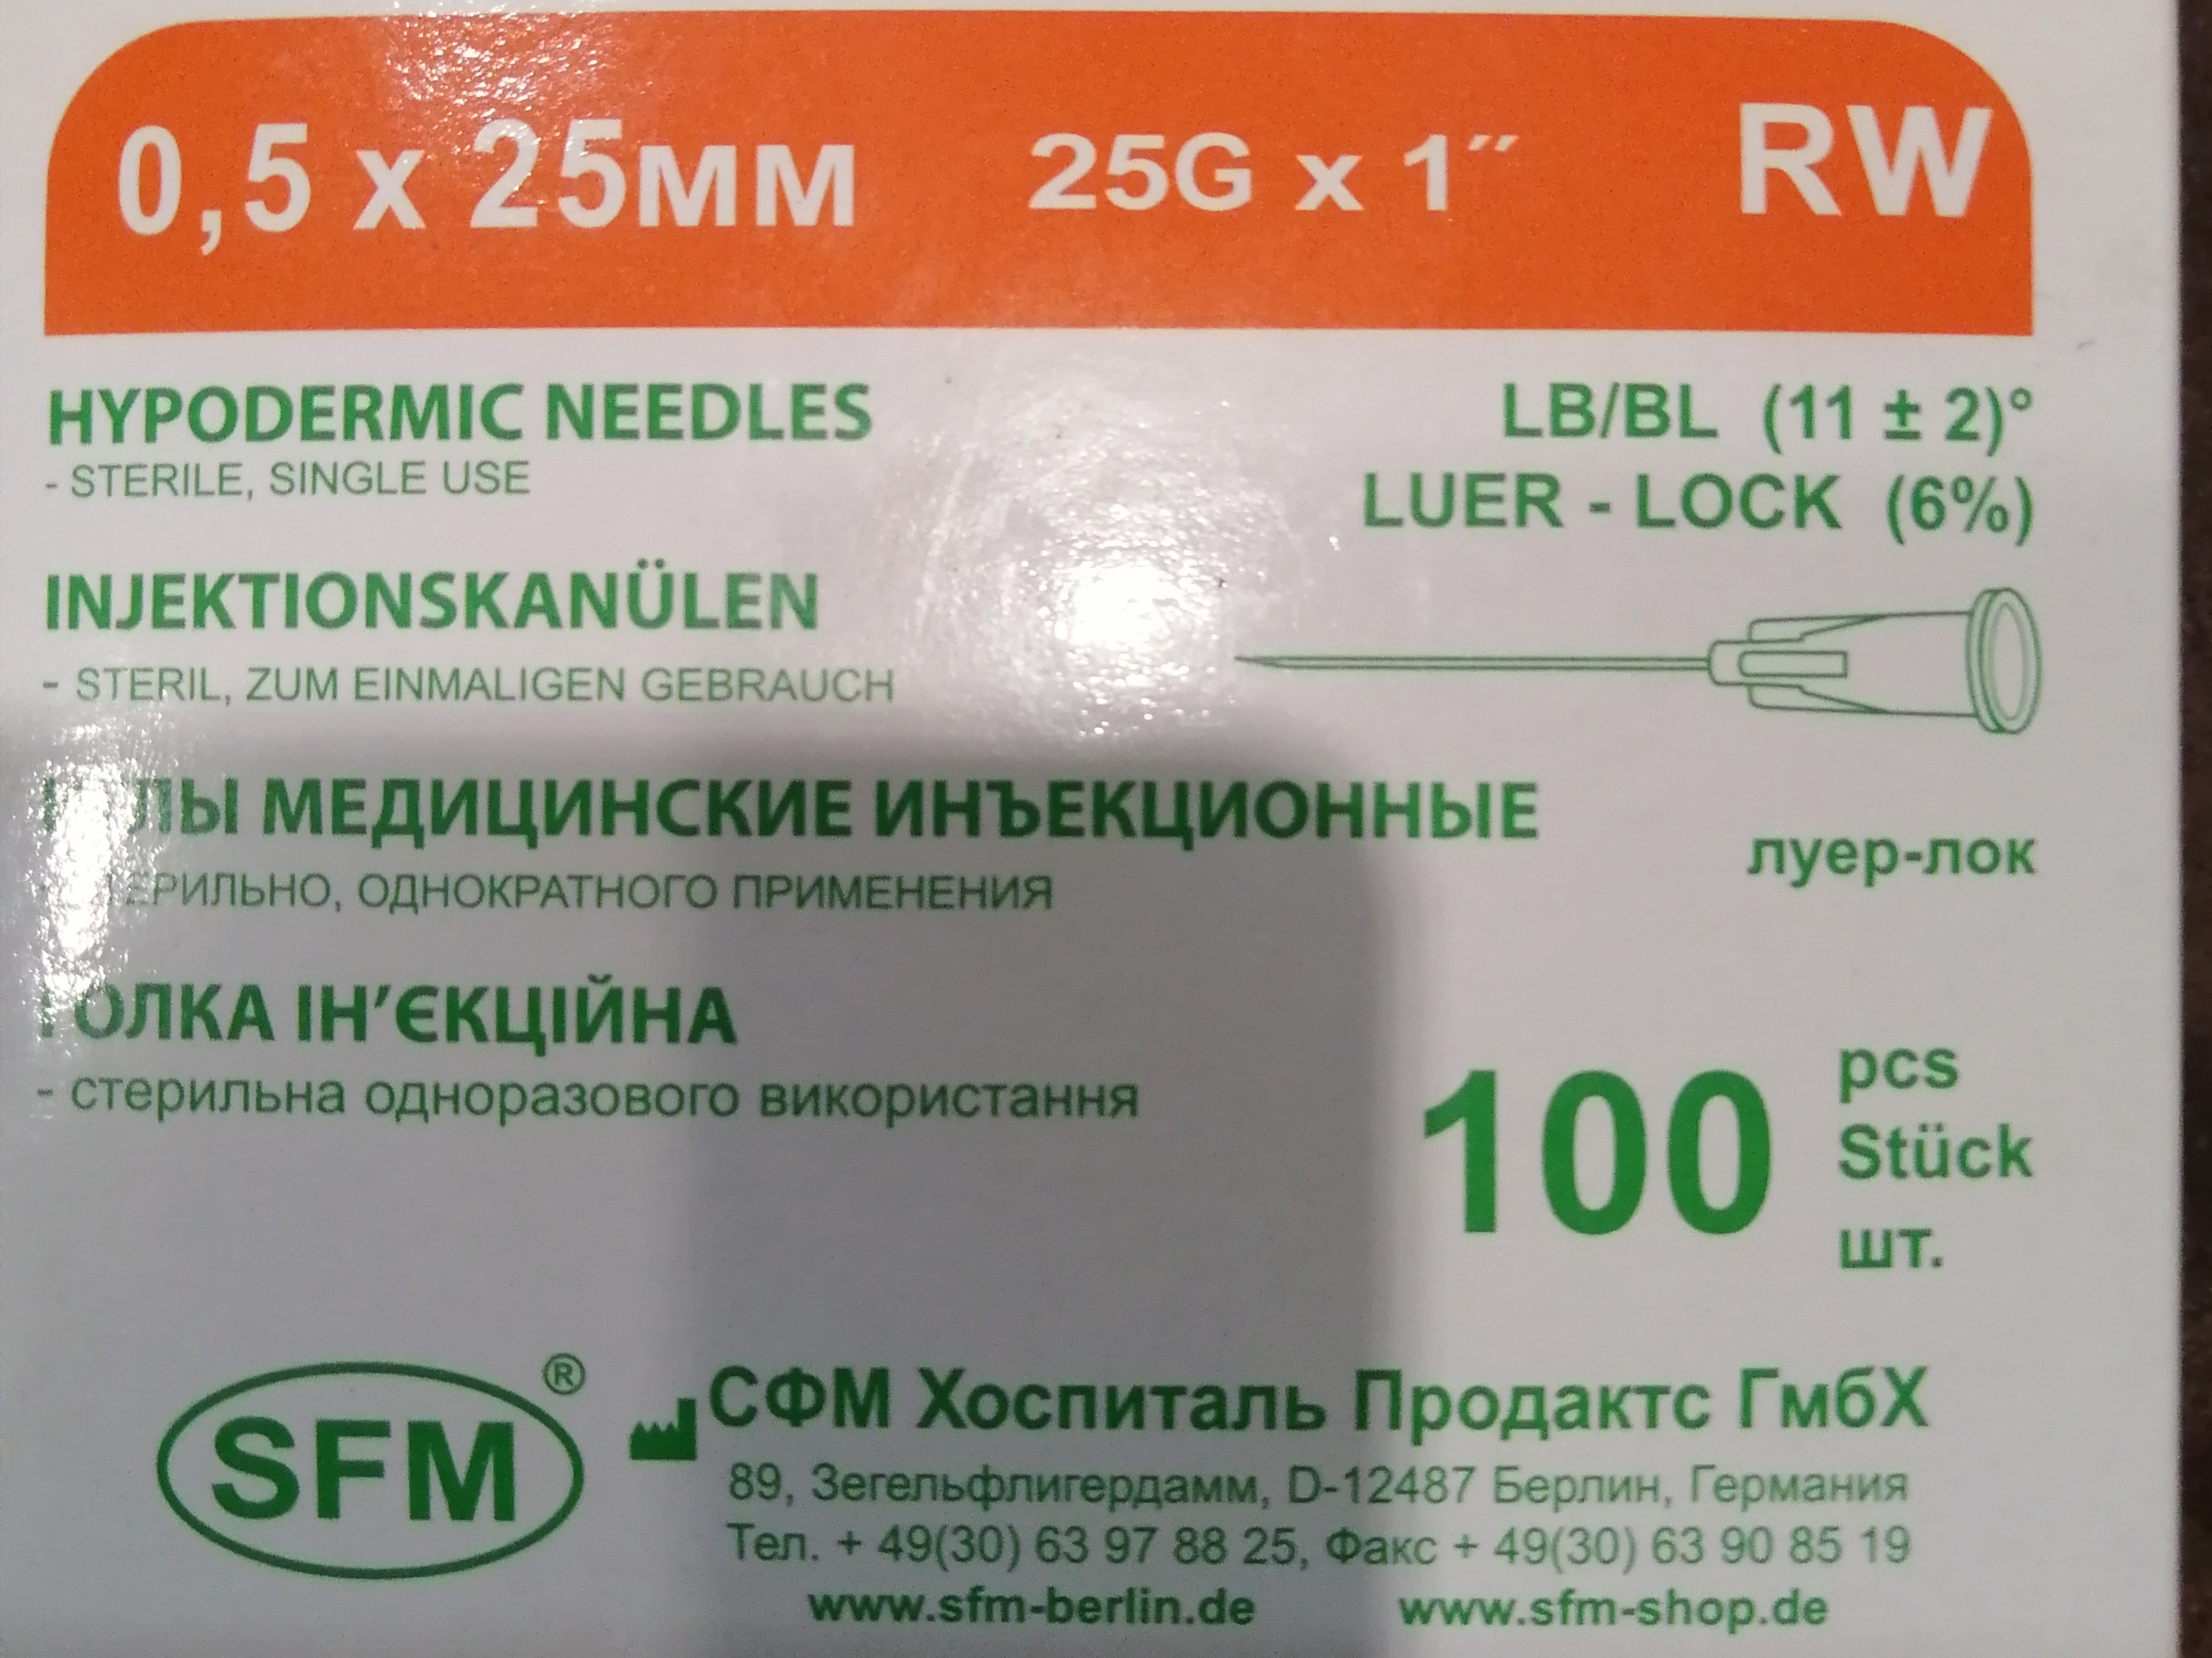 0,5 x 25мм 25G x 1″ RW
HYPODERMIC NEEDLES
- STERILE, SINGLE USE
LB/BL (11 ± 2)°
LUER - LOCK (6%)
INJEKTIONSKANÜLEN
- STERIL, ZUM EINMALIGEN GEBRAUCH
ИГЛЫ МЕДИЦИНСКИЕ ИНЪЕКЦИОННЫЕ
- СТЕРИЛЬНО, ОДНОКРАТНОГО ПРИМЕНЕНИЯ
луер-лок
ГОЛКА ІН’ЄКЦІЙНА
- стерильна одноразового використання
100 pcs
Stück
шт.
SFM ®
СФМ Хоспиталь Продактс ГмбХ
89, Зегельфлигердамм, D-12487 Берлин, Германия
Тел. + 49(30) 63 97 88 25, Факс + 49(30) 63 90 85 19
www.sfm-berlin.de www.sfm-shop.de